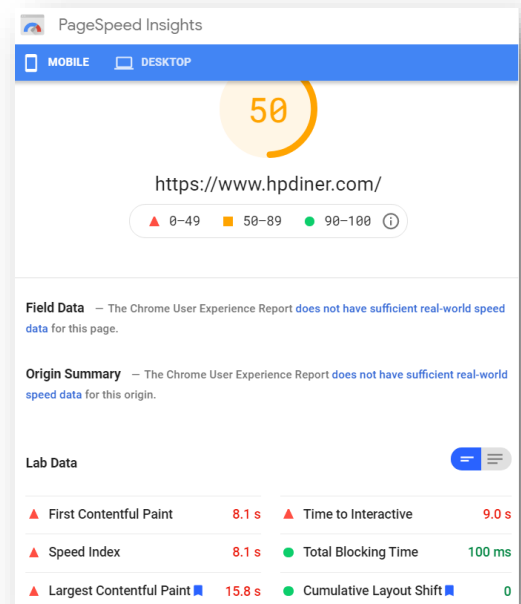 PageSpeed Insights
MOBILE DESKTOP
50
https://www.hpdiner.com/
0–49 50–89 90–100
Field Data — The Chrome User Experience Report does not have sufficient real-world speed
data for this page.
Origin Summary — The Chrome User Experience Report does not have sufficient real-world
speed data for this origin.
Lab Data
First Contentful Paint 8.1 s Time to Interactive 9.0 s
Speed Index 8.1 s Total Blocking Time 100 ms
Largest Contentful Paint 15.8 s Cumulative Layout Shift 0